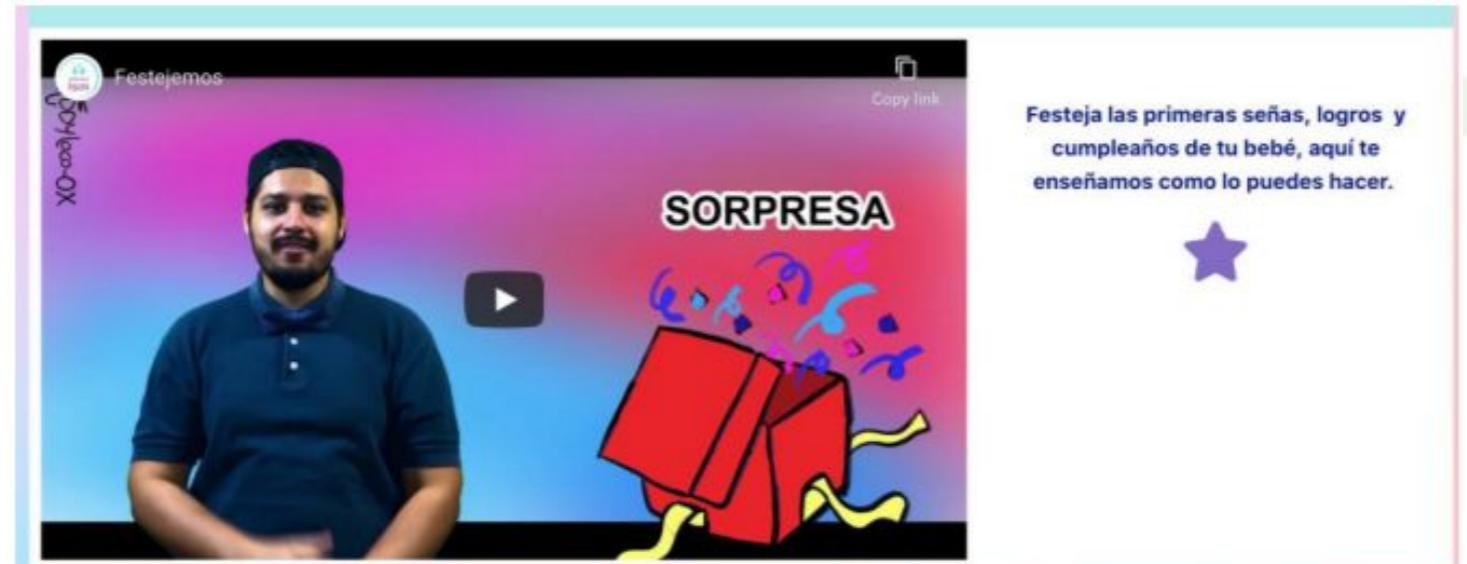 Festejemos
Copy link
SORPRESA
Festeja las primeras señas, logros y
cumpleaños de tu bebé, aquí te
enseñamos como lo puedes hacer.